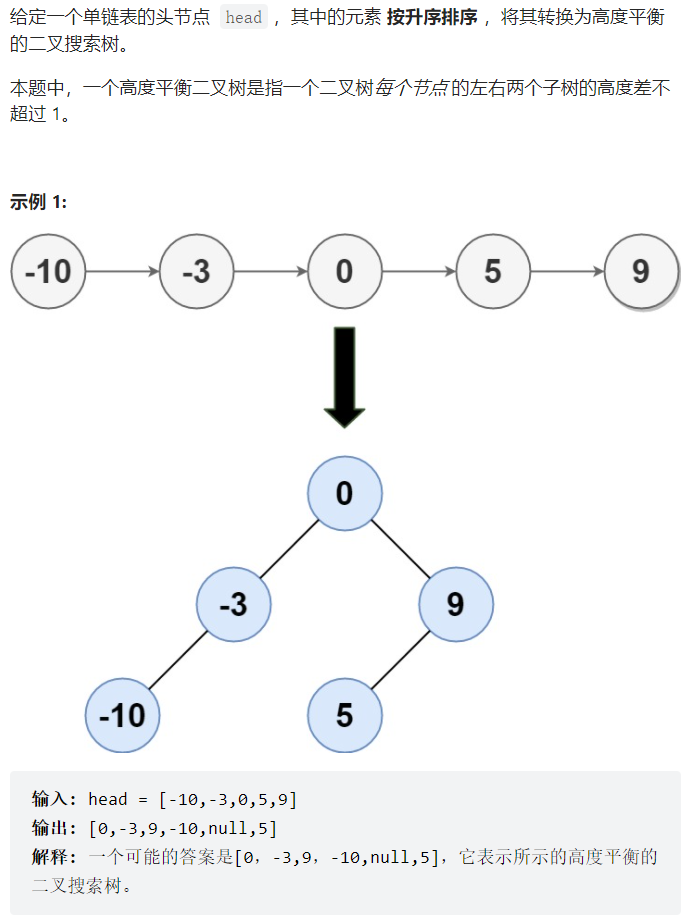 给定一个单链表的头节点 head ，其中的元素 按升序排序 ，将其转换为高度平衡
的二叉搜索树。
本题中，一个高度平衡二叉树是指一个二叉树每个节点的左右两个子树的高度差不
超过 1。
示例 1:
-10 -3 0 5 9
0
-3 9
-10 5
输入: head = [-10,-3,0,5,9]
输出: [0,-3,9,-10,null,5]
解释: 一个可能的答案是[0，-3,9，-10,null,5]，它表示所示的高度平衡的
二叉搜索树。